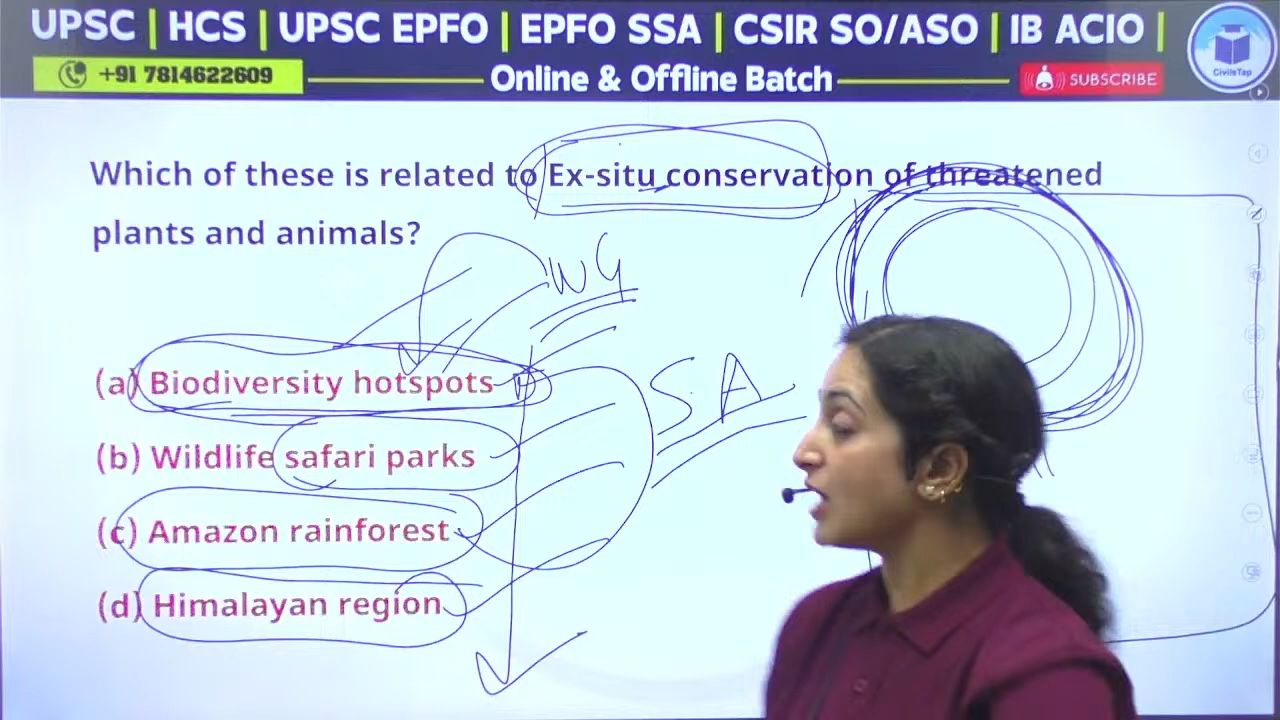 UPSC | HCS | UPSC EPFO | EPFO SSA | CSIR SO/ASO | IB ACIO |
+91 7814622609
Online & Offline Batch
SUBSCRIBE
CivilsTap
Which of these is related to Ex-situ conservation of threatened
plants and animals?
WG
(a) Biodiversity hotspots
SA
(b) Wildlife safari parks
(c) Amazon rainforest
(d) Himalayan region